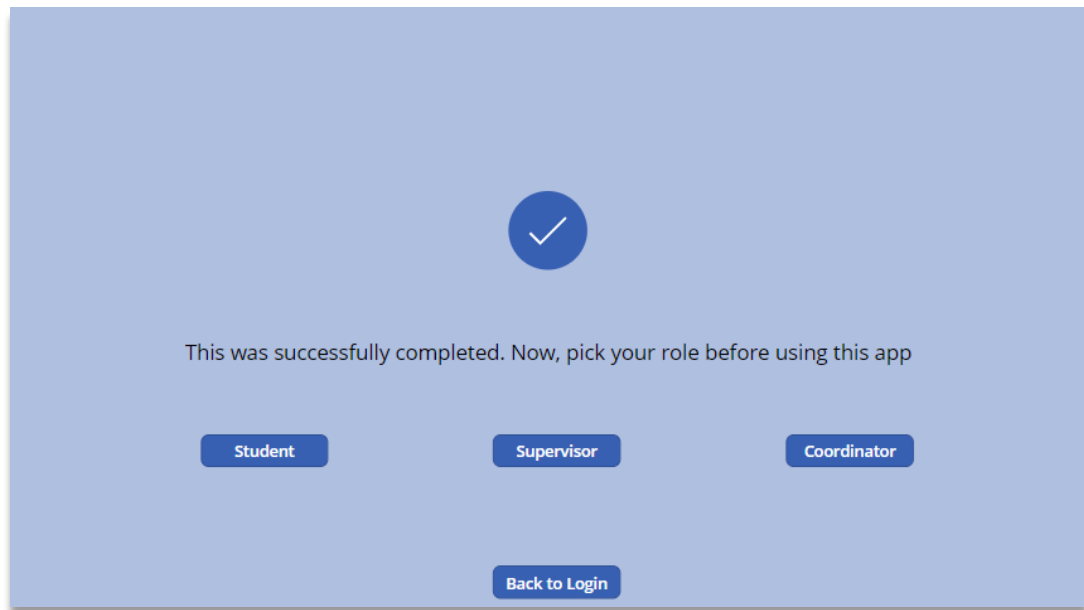 This was successfully completed. Now, pick your role before using this app
Student
Supervisor
Coordinator
Back to Login